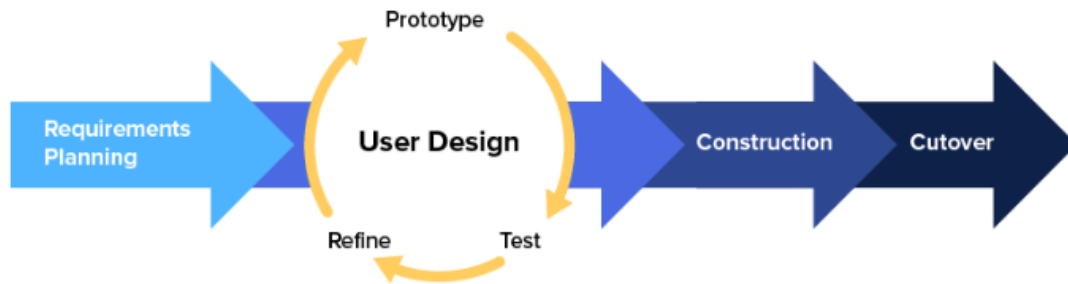 Prototype
Requirements
Planning
User Design
Construction
Cutover
Refine
Test